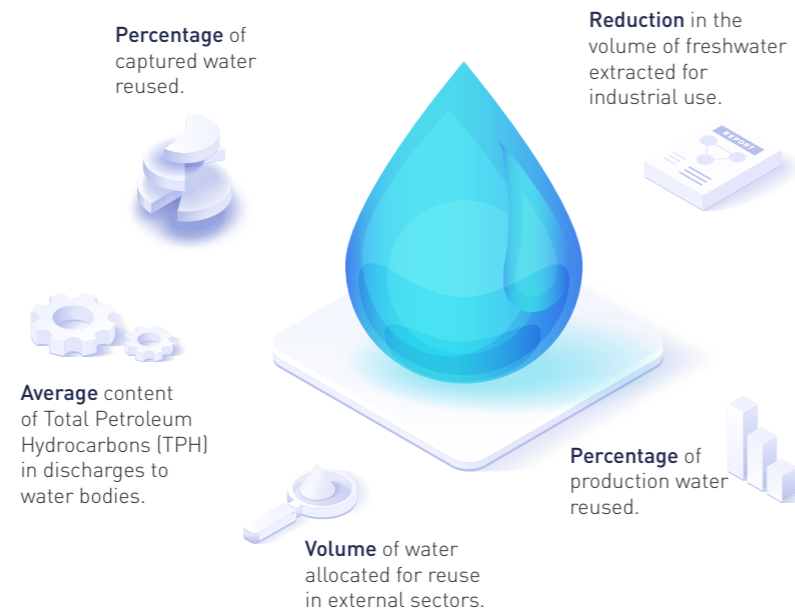 Percentage of
captured water
reused.
Reduction in the
volume of freshwater
extracted for
industrial use.
REPORT
Average content
of Total Petroleum
Hydrocarbons (TPH)
in discharges to
water bodies.
Percentage of
production water
reused.
Volume of water
allocated for reuse
in external sectors.